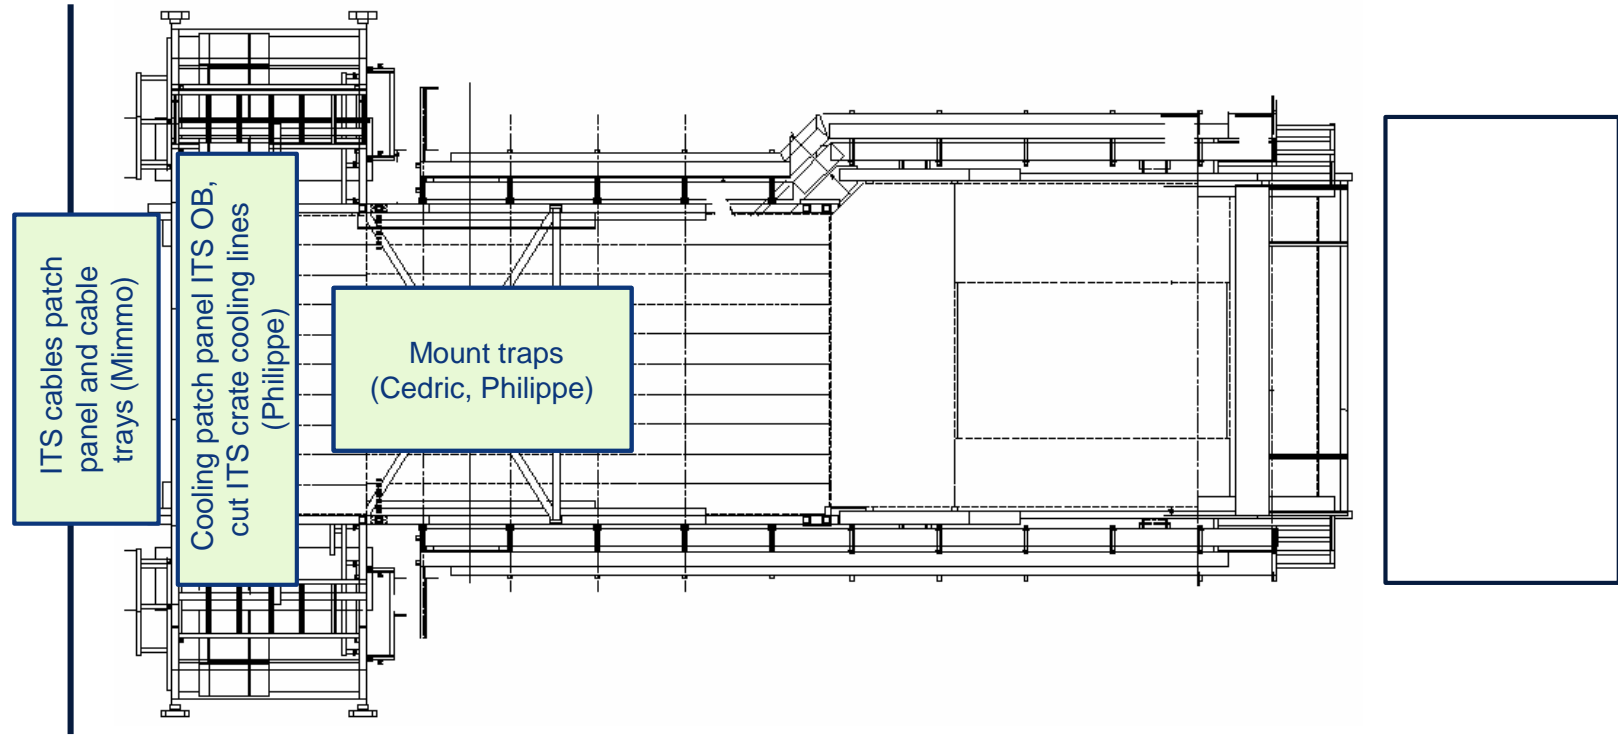 ITS cables patch
panel and cable
trays (Mimmo)
Cooling patch panel ITS OB,
cut ITS crate cooling lines
(Philippe)
Mount traps
(Cedric, Philippe)